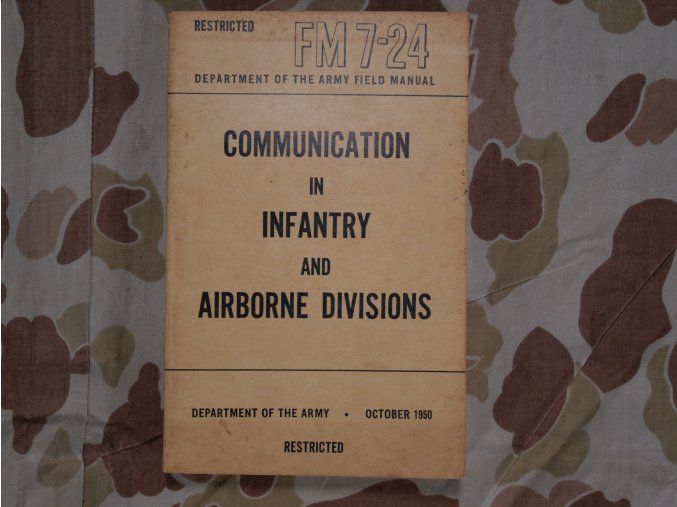 RESTRICTED
FM 7-24
DEPARTMENT OF THE ARMY FIELD MANUAL
COMMUNICATION
IN
INFANTRY
AND
AIRBORNE DIVISIONS
DEPARTMENT OF THE ARMY • OCTOBER 1950
RESTRICTED